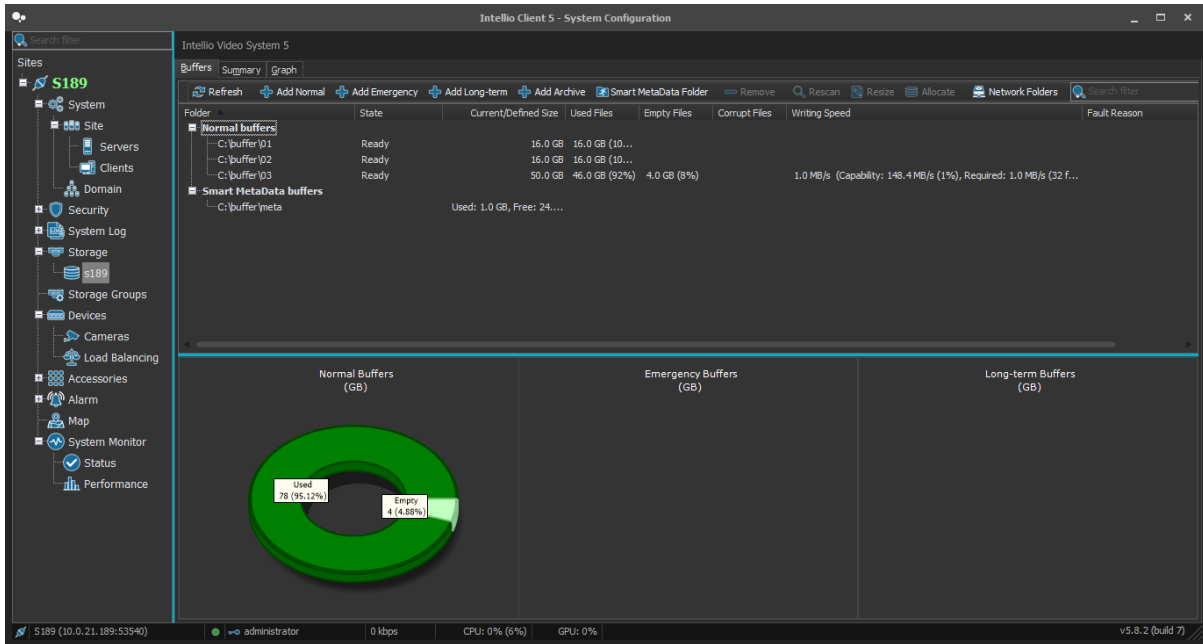 Intellio Client 5 - System Configuration
Search filter
Sites
S189
System
Site
Servers
Clients
Domain
Security
System Log
Storage
s189
Storage Groups
Devices
Cameras
Load Balancing
Accessories
Alarm
Map
System Monitor
Status
Performance
Intellio Video System 5
Buffers Summary Graph
Refresh Add Normal Add Emergency Add Long-term Add Archive Smart MetaData Folder Remove Rescan Resize Allocate Network Folders Search filter
Folder State Current/Defined Size Used Files Empty Files Corrupt Files Writing Speed Fault Reason
Normal buffers
C:\buffer\01 Ready 16.0 GB 16.0 GB (10...
C:\buffer\02 Ready 16.0 GB 16.0 GB (10...
C:\buffer\03 Ready 50.0 GB 46.0 GB (92%) 4.0 GB (8%) 1.0 MB/s (Capability: 148.4 MB/s (1%), Required: 1.0 MB/s (32 f...
Smart MetaData buffers
C:\buffer\meta Used: 1.0 GB, Free: 24....
Normal Buffers
(GB)
Used
78 (95.12%)
Empty
4 (4.88%)
Emergency Buffers
(GB)
Long-term Buffers
(GB)
S189 (10.0.21.189:53540) administrator 0 kbps CPU: 0% (6%) GPU: 0% v5.8.2 (build 7)